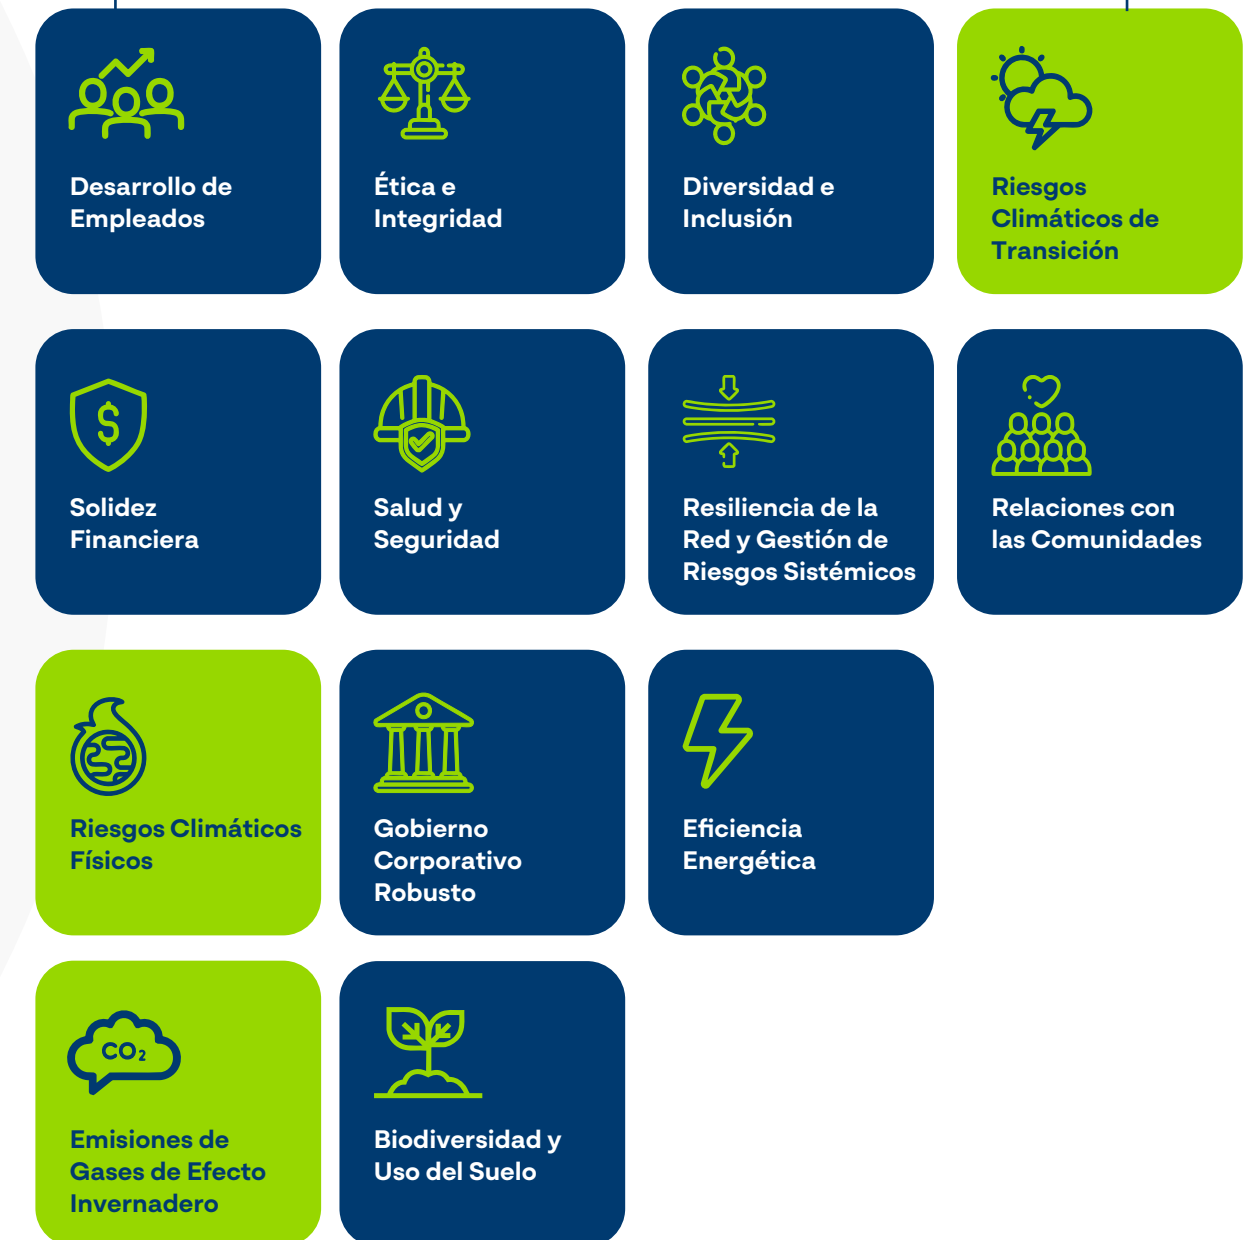 Desarrollo de
Empleados
Ética e
Integridad
Diversidad e
Inclusión
Riesgos
Climáticos de
Transición
$
Solidez
Financiera
Salud y
Seguridad
Resiliencia de la
Red y Gestión de
Riesgos Sistémicos
Relaciones con
las Comunidades
Riesgos Climáticos
Físicos
Gobierno
Corporativo
Robusto
Eficiencia
Energética
CO₂
Emisiones de
Gases de Efecto
Invernadero
Biodiversidad y
Uso del Suelo